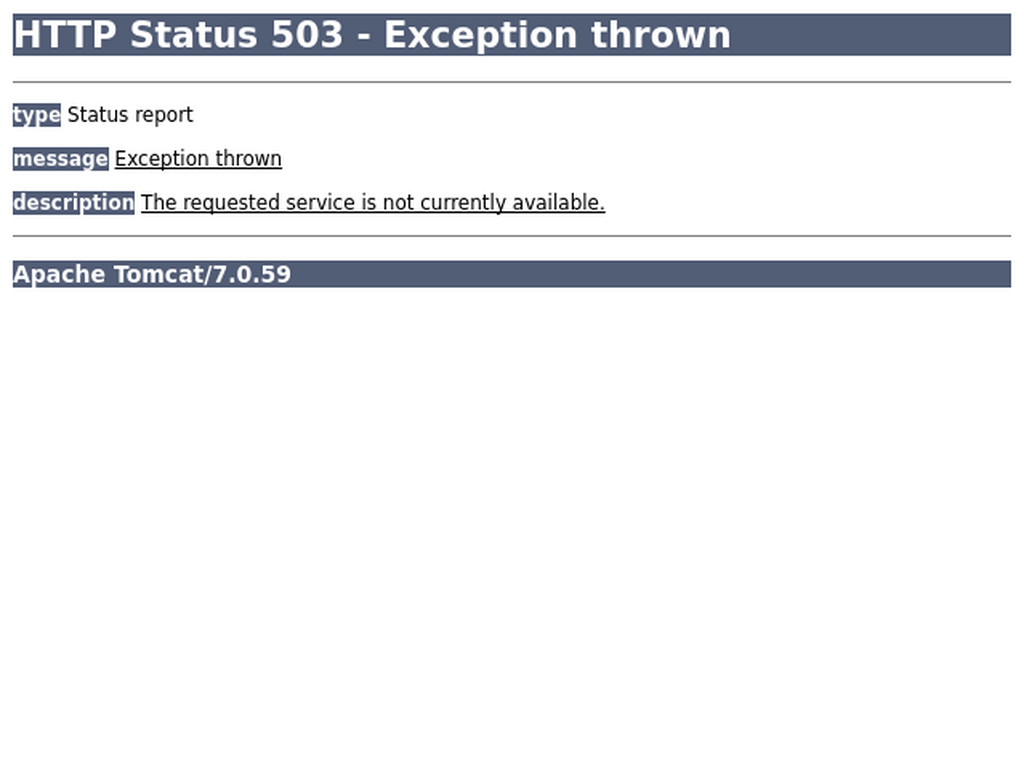 HTTP Status 503 - Exception thrown
type Status report
message Exception thrown
description The requested service is not currently available.
Apache Tomcat/7.0.59